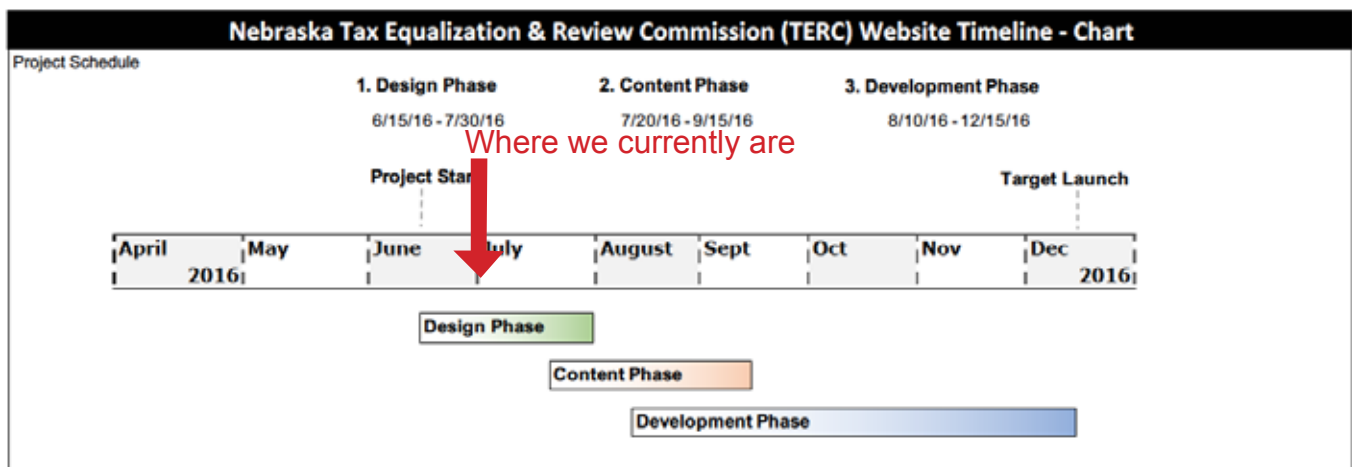 Nebraska Tax Equalization & Review Commission (TERC) Website Timeline - Chart
Project Schedule
1. Design Phase 2. Content Phase 3. Development Phase
6/15/16 - 7/30/16 7/20/16 - 9/15/16 8/10/16 - 12/15/16
Where we currently are
Project Star Target Launch
April May June July August Sept Oct Nov Dec
2016 2016
Design Phase
Content Phase
Development Phase